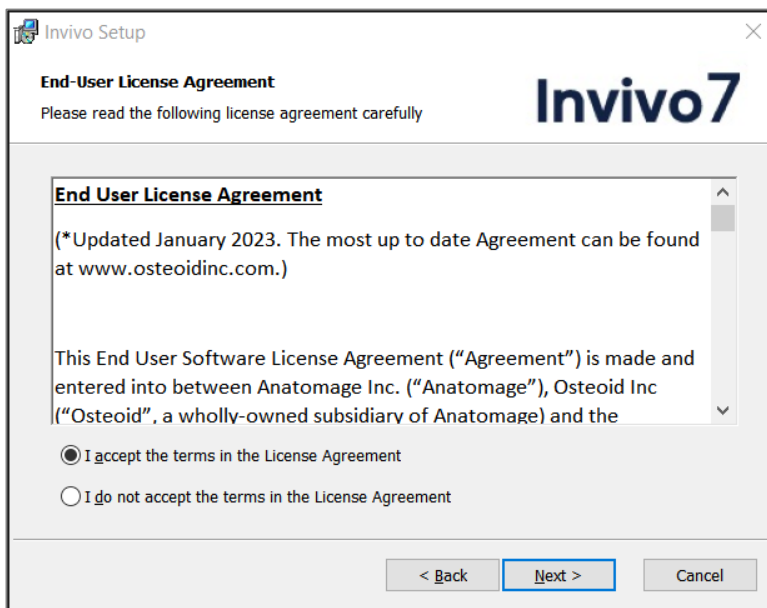 Invivo Setup
End-User License Agreement
Please read the following license agreement carefully
Invivo7
End User License Agreement
(*Updated January 2023. The most up to date Agreement can be found
at www.osteoidinc.com.)
This End User Software License Agreement (“Agreement”) is made and
entered into between Anatomage Inc. (“Anatomage”), Osteoid Inc
(“Osteoid”, a wholly-owned subsidiary of Anatomage) and the
I accept the terms in the License Agreement
I do not accept the terms in the License Agreement
< Back
Next >
Cancel